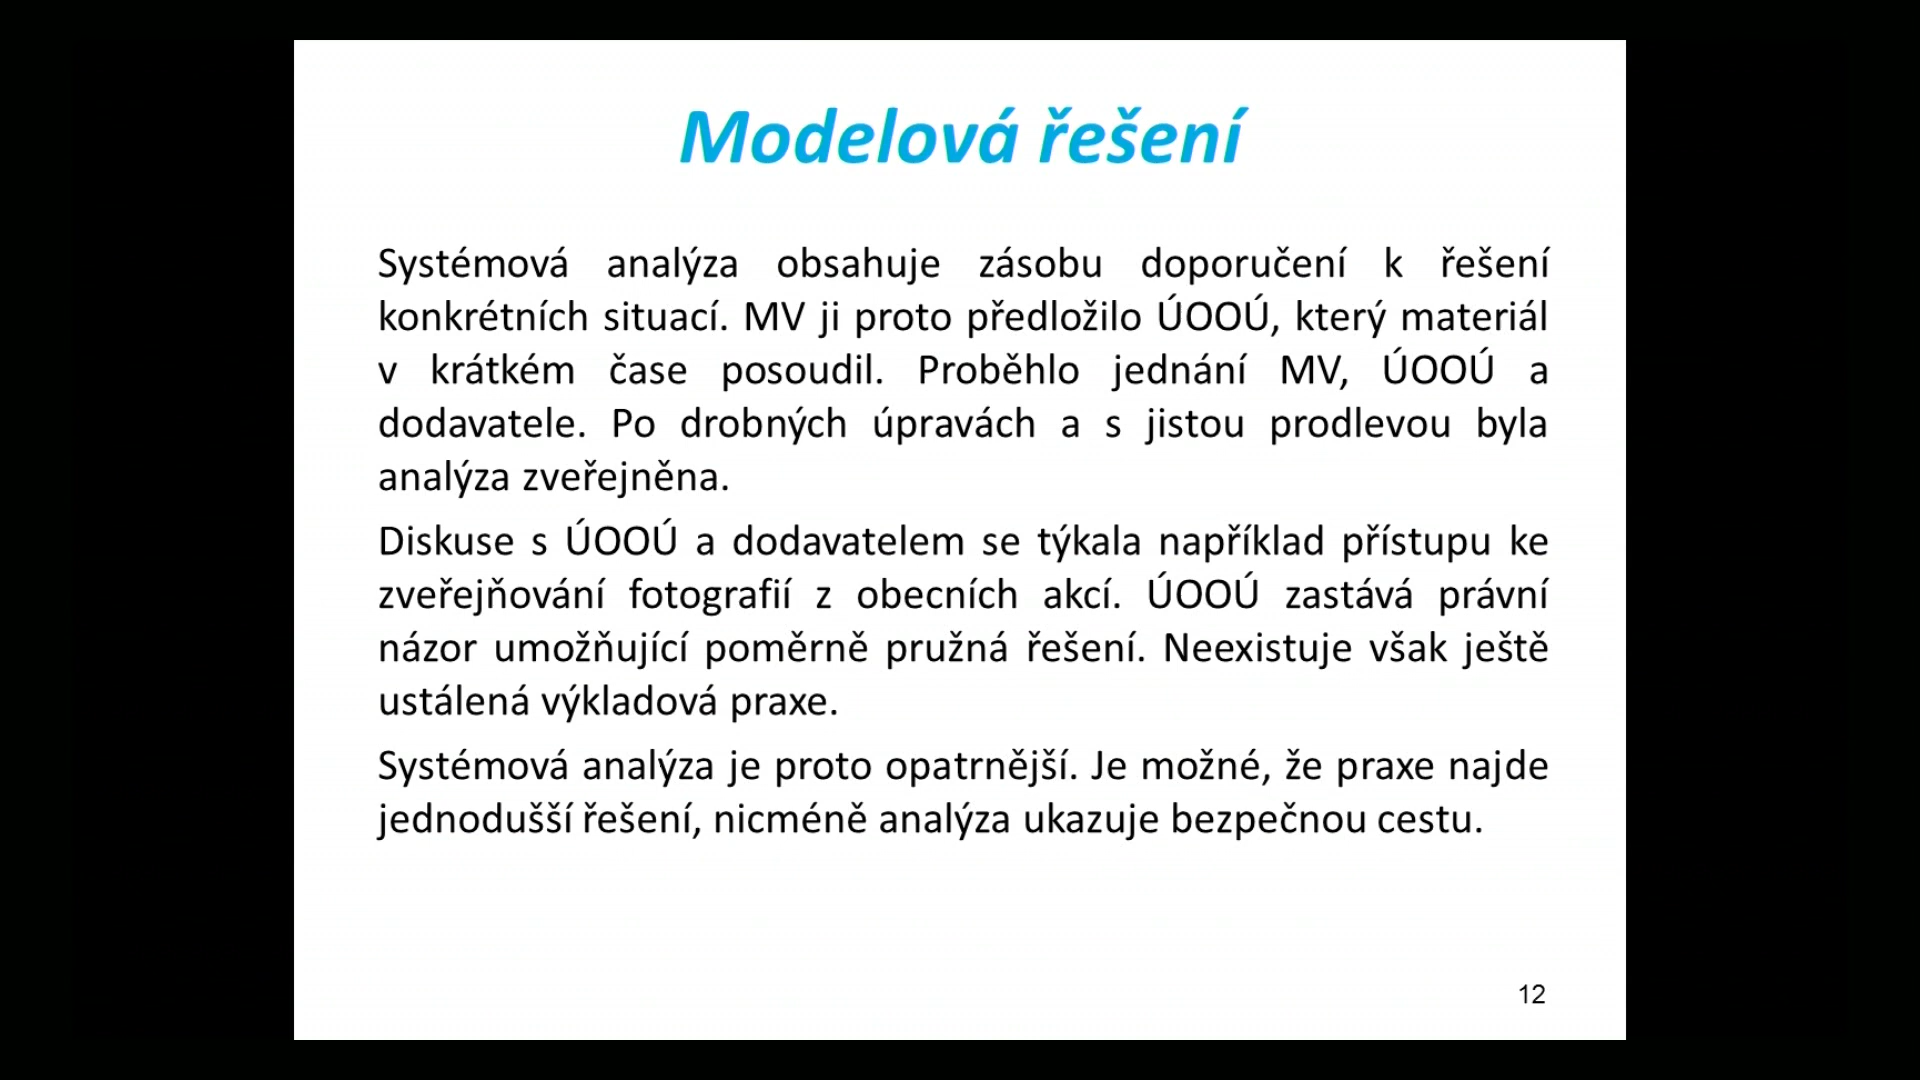 Modelová řešení
Systémová analýza obsahuje zásobu doporučení k řešení
konkrétních situací. MV ji proto předložilo ÚOOÚ, který materiál
v krátkém čase posoudil. Proběhlo jednání MV, ÚOOÚ a
dodavatele. Po drobných úpravách a s jistou prodlevou byla
analýza zveřejněna.
Diskuse s ÚOOÚ a dodavatelem se týkala například přístupu ke
zveřejňování fotografií z obecních akcí. ÚOOÚ zastává právní
názor umožňující poměrně pružná řešení. Neexistuje však ještě
ustálená výkladová praxe.
Systémová analýza je proto opatrnější. Je možné, že praxe najde
jednodušší řešení, nicméně analýza ukazuje bezpečnou cestu.
12